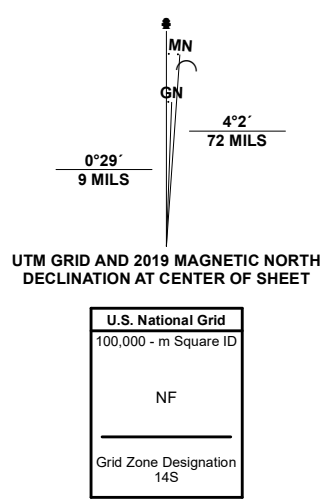 MN
GN
4°2´
72 MILS
0°29´
9 MILS
UTM GRID AND 2019 MAGNETIC NORTH
DECLINATION AT CENTER OF SHEET
U.S. National Grid
100,000 - m Square ID
NF
Grid Zone Designation
14S